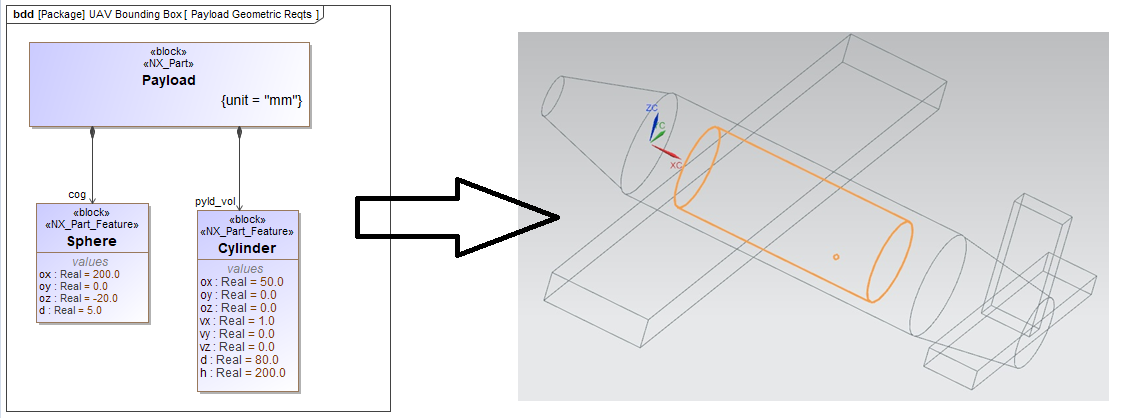 bdd [Package] UAV Bounding Box [ Payload Geometric Reqts ]
«block»
«NX_Part»
Payload
{unit = "mm"}
cog
«block»
«NX_Part_Feature»
Sphere
values
ox : Real = 200.0
oy : Real = 0.0
oz : Real = -20.0
d : Real = 5.0
pyld_vol
«block»
«NX_Part_Feature»
Cylinder
values
ox : Real = 50.0
oy : Real = 0.0
oz : Real = 0.0
vx : Real = 1.0
vy : Real = 0.0
vz : Real = 0.0
d : Real = 80.0
h : Real = 200.0
ZC
C
XC